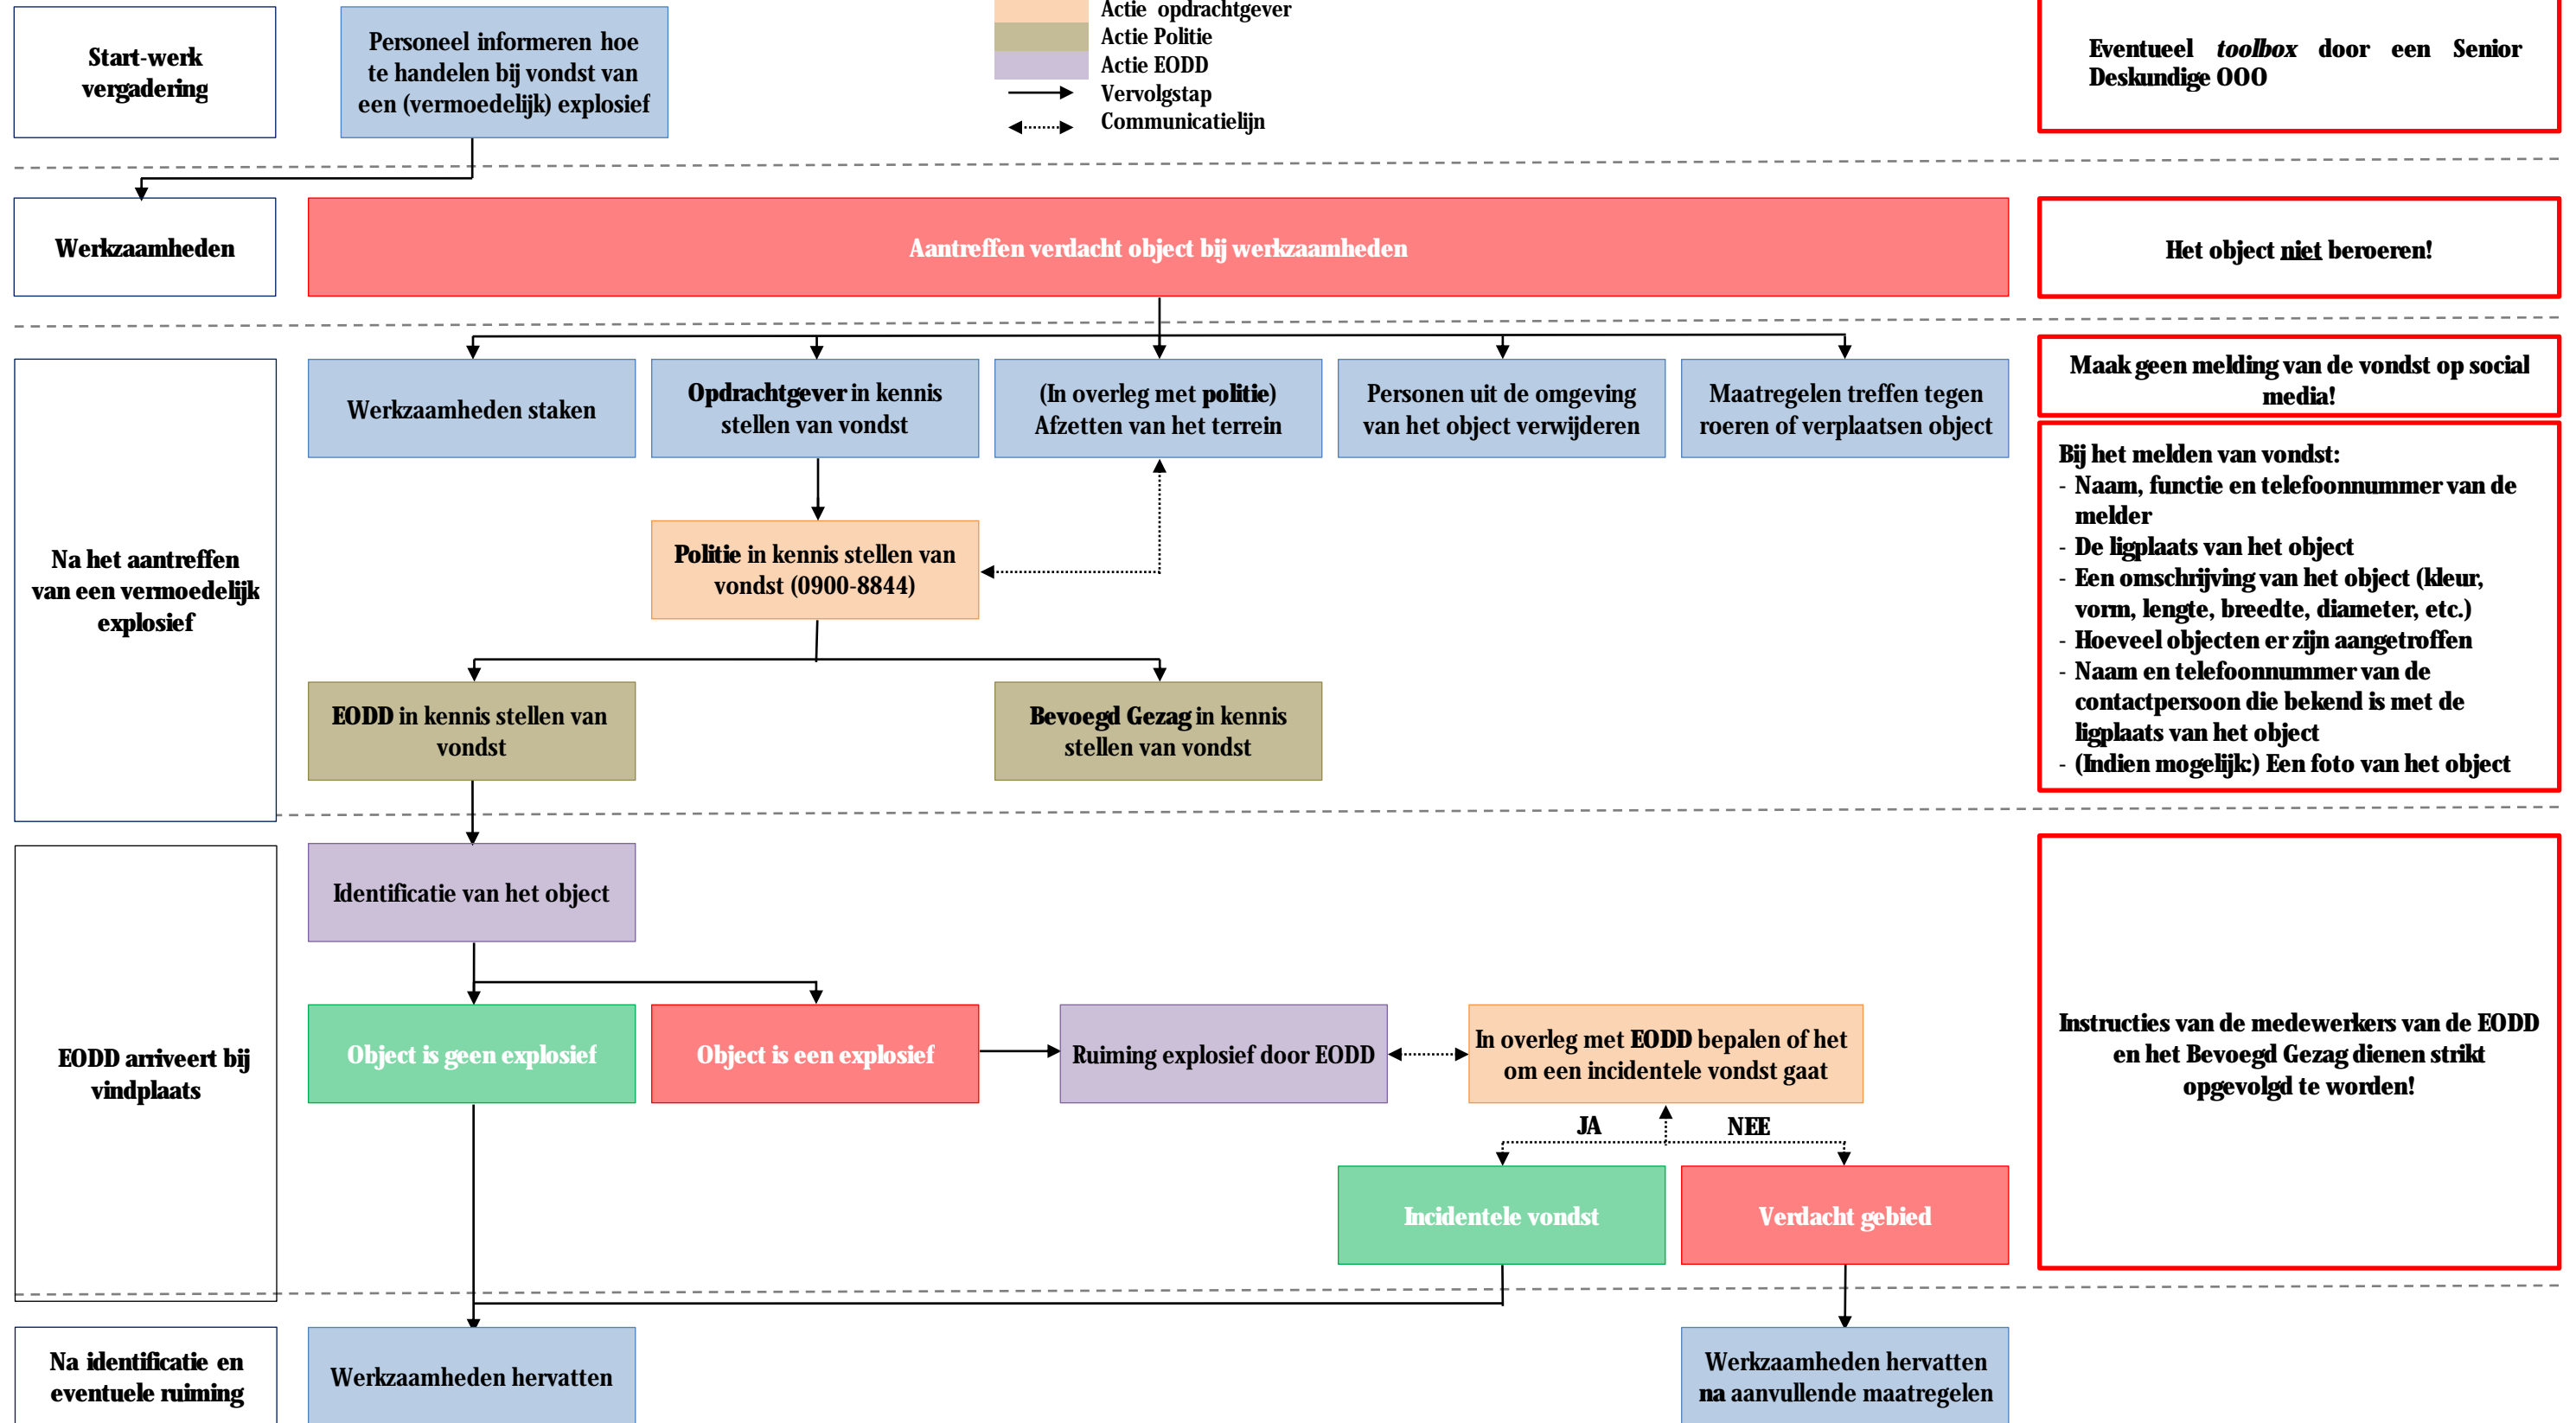 Start-werk
vergadering
Personeel informeren hoe
te handelen bij vondst van
een (vermoedelijk) explosief
Actie opdrachtgever
Actie Politie
Actie EODD
Vervolgstap
Communicatielijn
Eventueel toolbox door een Senior
Deskundige OOO
Werkzaamheden
Aantreffen verdacht object bij werkzaamheden
Het object niet beroeren!
Na het aantreffen
van een vermoedelijk
explosief
Werkzaamheden staken
Opdrachtgever in kennis
stellen van vondst
(In overleg met politie)
Afzetten van het terrein
Personen uit de omgeving
van het object verwijderen
Maatregelen treffen tegen
roeren of verplaatsen object
Maak geen melding van de vondst op social
media!
Politie in kennis stellen van
vondst (0900-8844)
EODD in kennis stellen van
vondst
Bevoegd Gezag in kennis
stellen van vondst
Bij het melden van vondst:
- Naam, functie en telefoonnummer van de
melder
- De ligplaats van het object
- Een omschrijving van het object (kleur,
vorm, lengte, breedte, diameter, etc.)
- Hoeveel objecten er zijn aangetroffen
- Naam en telefoonnummer van de
contactpersoon die bekend is met de
ligplaats van het object
- (Indien mogelijk:) Een foto van het object
EODD arriveert bij
vindplaats
Identificatie van het object
Object is geen explosief
Object is een explosief
Ruiming explosief door EODD
In overleg met EODD bepalen of het
om een incidentele vondst gaat
JA
NEE
Incidentele vondst
Verdacht gebied
Instructies van de medewerkers van de EODD
en het Bevoegd Gezag dienen strikt
opgevolgd te worden!
Na identificatie en
eventuele ruiming
Werkzaamheden hervatten
Werkzaamheden hervatten
na aanvullende maatregelen